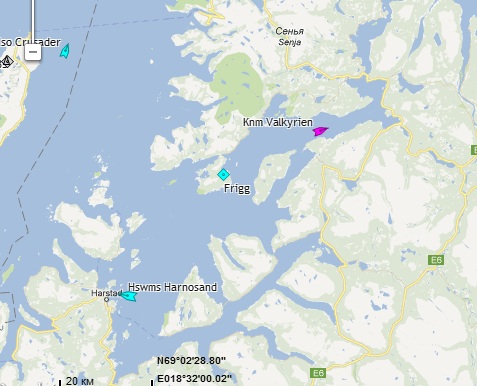 Сенья
Senja
so Crusader
Knm Valkyrien
Frigg
E6
Hswms Harnosand
Harstad
E6
N69°02'28.80"
E018°32'00.02"
20 км